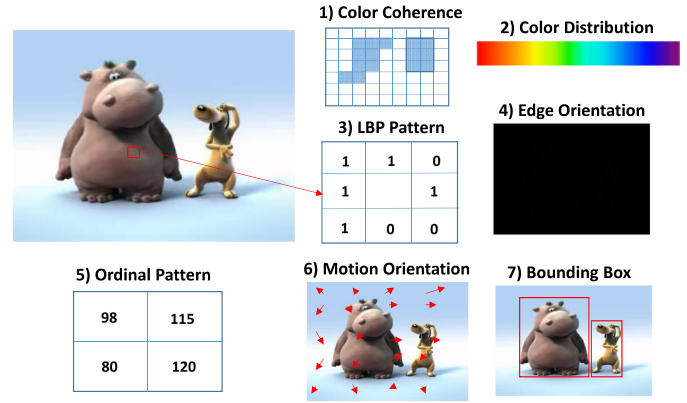 1) Color Coherence
2) Color Distribution
3) LBP Pattern
1 1 0
1 1
1 0 0
4) Edge Orientation
5) Ordinal Pattern
98 115
80 120
6) Motion Orientation
7) Bounding Box